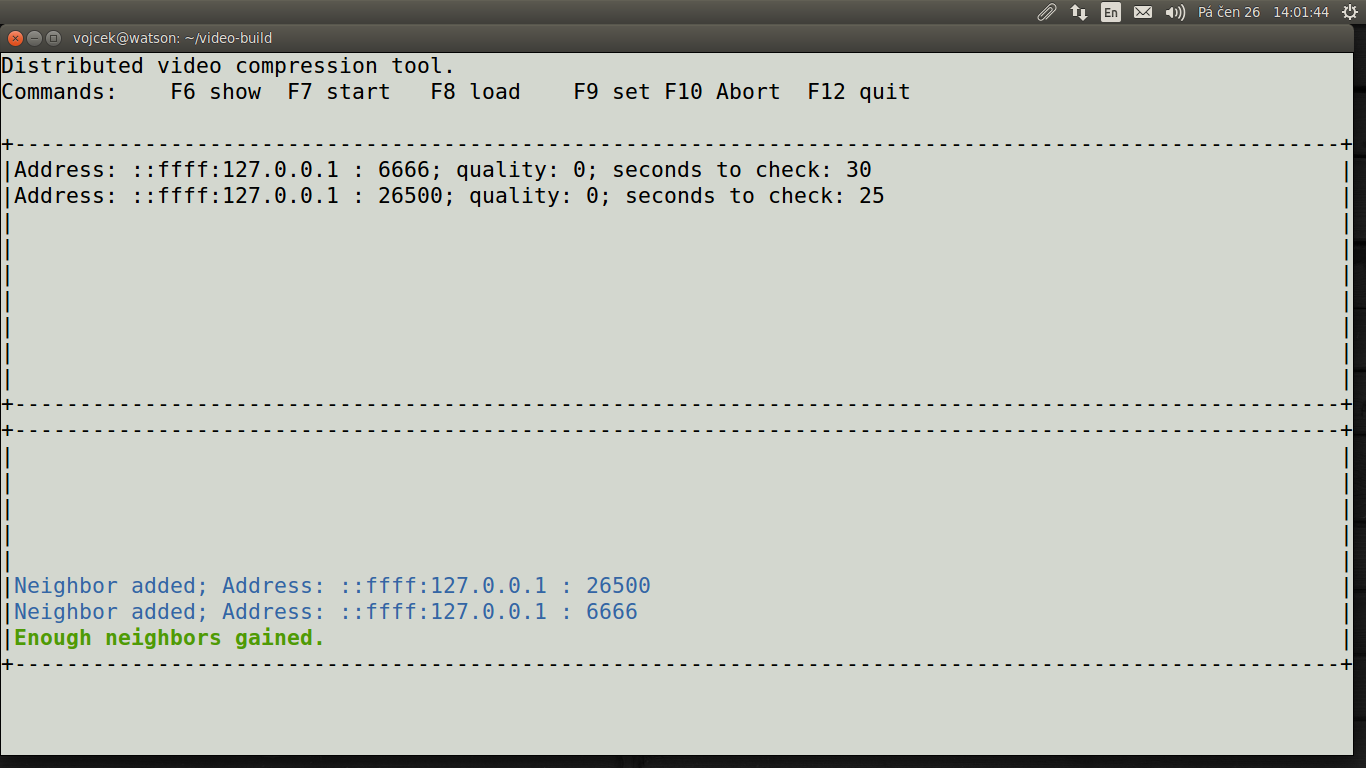 En Pá čen 26 14:01:44
vojcek@watson: ~/video-build
Distributed video compression tool.
Commands:    F6 show  F7 start   F8 load    F9 set F10 Abort  F12 quit
+------------------------------------------------------------------------------------------------------+
|Address: ::ffff:127.0.0.1 : 6666; quality: 0; seconds to check: 30
|Address: ::ffff:127.0.0.1 : 26500; quality: 0; seconds to check: 25
+------------------------------------------------------------------------------------------------------+
+------------------------------------------------------------------------------------------------------+
|Neighbor added; Address: ::ffff:127.0.0.1 : 26500
|Neighbor added; Address: ::ffff:127.0.0.1 : 6666
|Enough neighbors gained.
+------------------------------------------------------------------------------------------------------+